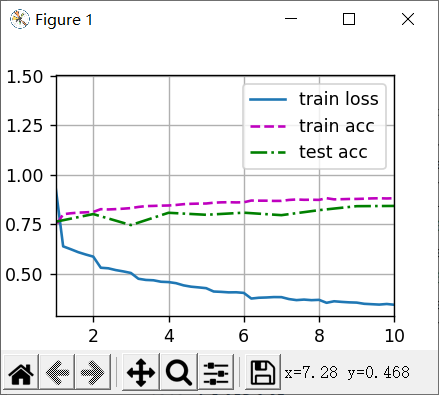 Figure 1
1.50
1.25
1.00
0.75
0.50
train loss
train acc
test acc
2 4 6 8 10
x=7.28 y=0.468